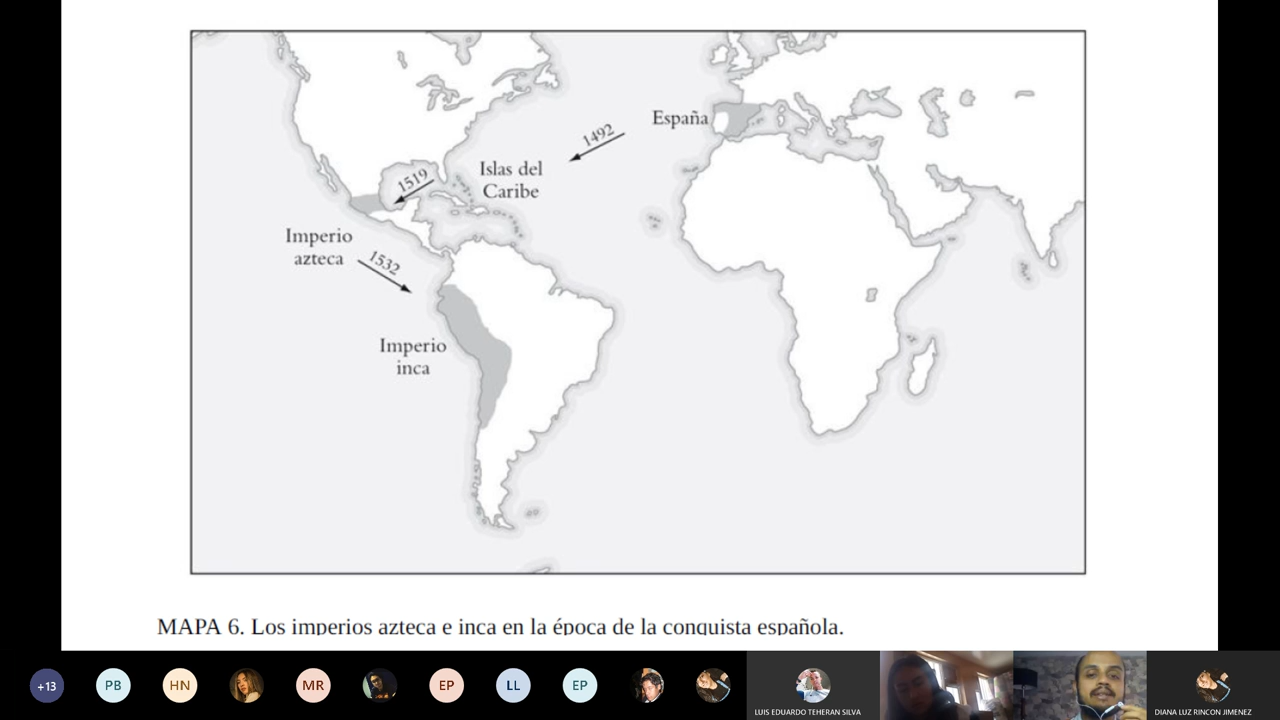 España
1492
Islas del
Caribe
1519
Imperio
azteca
1532
Imperio
inca
MAPA 6. Los imperios azteca e inca en la época de la conquista española.
+13
PB
HN
MR
EP
LL
EP
LUIS EDUARDO TEHERAN SILVA
DIANA LUZ RINCON JIMENEZ